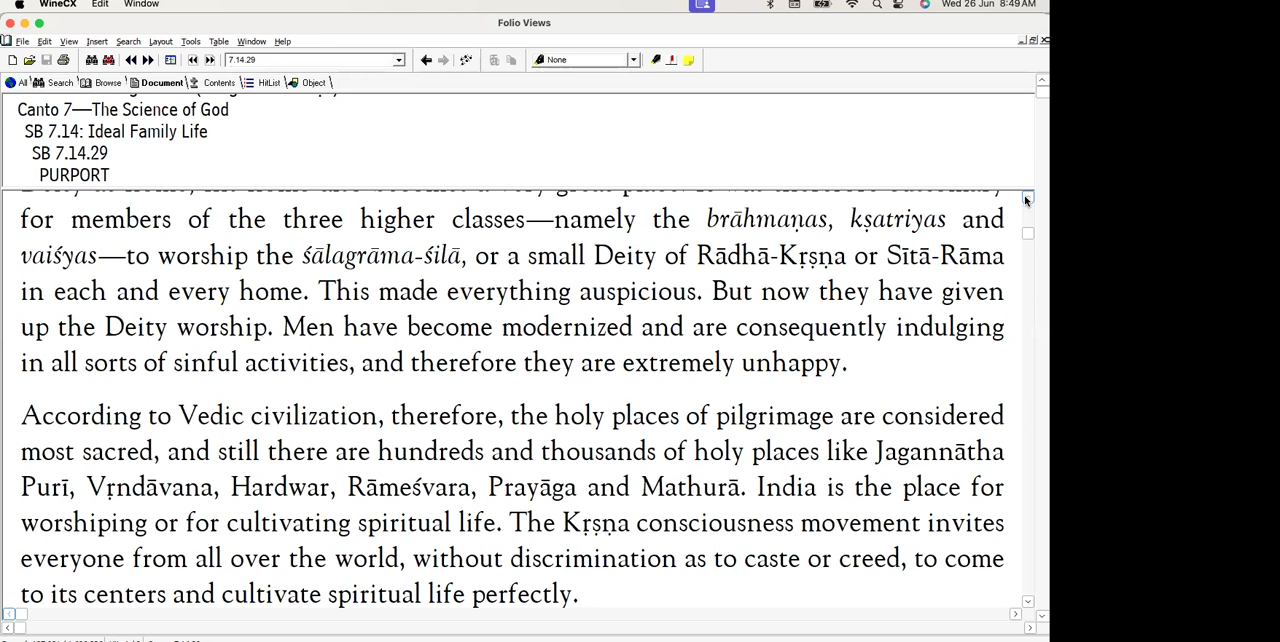 WineCX Edit Window Wed 26 Jun 8:49 AM
Folio Views
File Edit View Insert Search Layout Tools Table Window Help
7.14.29 None
All Search Browse Document Contents HitList Object
Canto 7—The Science of God
SB 7.14: Ideal Family Life
SB 7.14.29
PURPORT
for members of the three higher classes—namely the brāhmaṇas, kṣatriyas and
vaiśyas—to worship the śālagrāma-śilā, or a small Deity of Rādhā-Kṛṣṇa or Sītā-Rāma
in each and every home. This made everything auspicious. But now they have given
up the Deity worship. Men have become modernized and are consequently indulging
in all sorts of sinful activities, and therefore they are extremely unhappy.
According to Vedic civilization, therefore, the holy places of pilgrimage are considered
most sacred, and still there are hundreds and thousands of holy places like Jagannātha
Purī, Vṛndāvana, Hardwar, Rāmeśvara, Prayāga and Mathurā. India is the place for
worshiping or for cultivating spiritual life. The Kṛṣṇa consciousness movement invites
everyone from all over the world, without discrimination as to caste or creed, to come
to its centers and cultivate spiritual life perfectly.